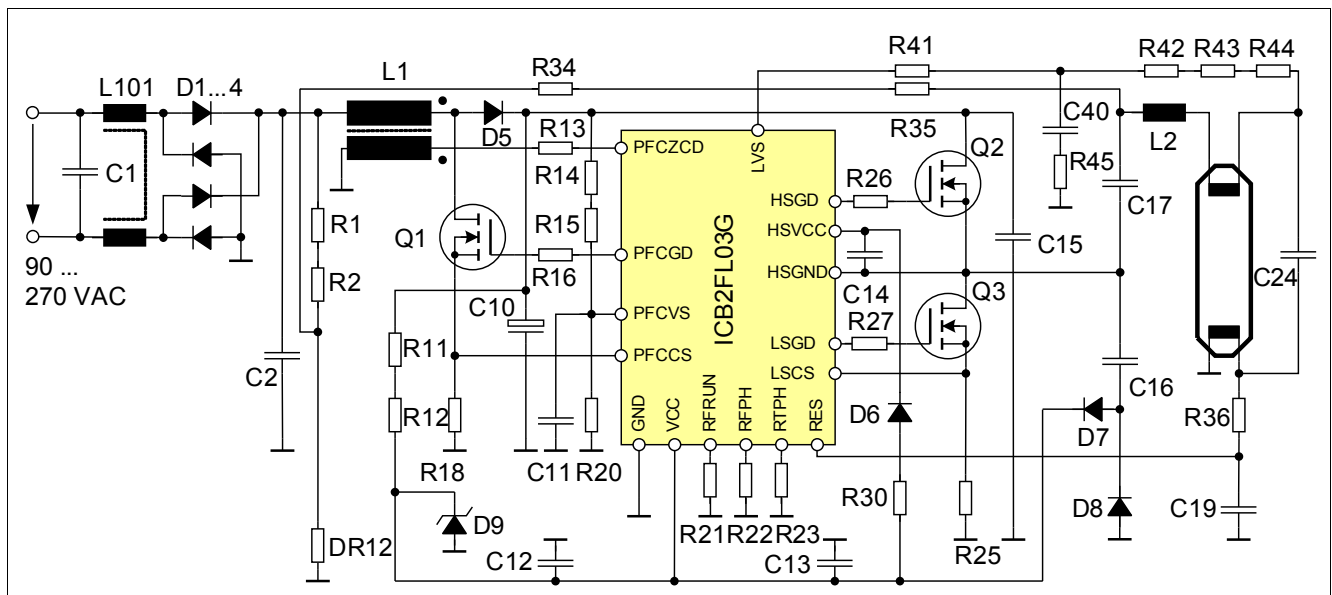 R41
R42
R43
R44
R34
L1
L101
D1...4
D5
R13
PFCZCD
LVS
R35
Q2
C40
L2
R45
C1
R14
HSGD
R26
C17
R1
R15
HSVCC
Q1
PFCGD
R16
C15
90 ...
270 VAC
R2
HSGND
C14
Q3
C24
C10
ICB2FL03G
PFCVS
R27
LSGD
R11
PFCCS
LSCS
C2
C16
R12
GND
VCC
RFRUN
RFPH
RTPH
RES
D6
D7
R36
R18
C11
R20
R30
D8
C19
D9
R21
R22
R23
R25
DR12
C12
C13